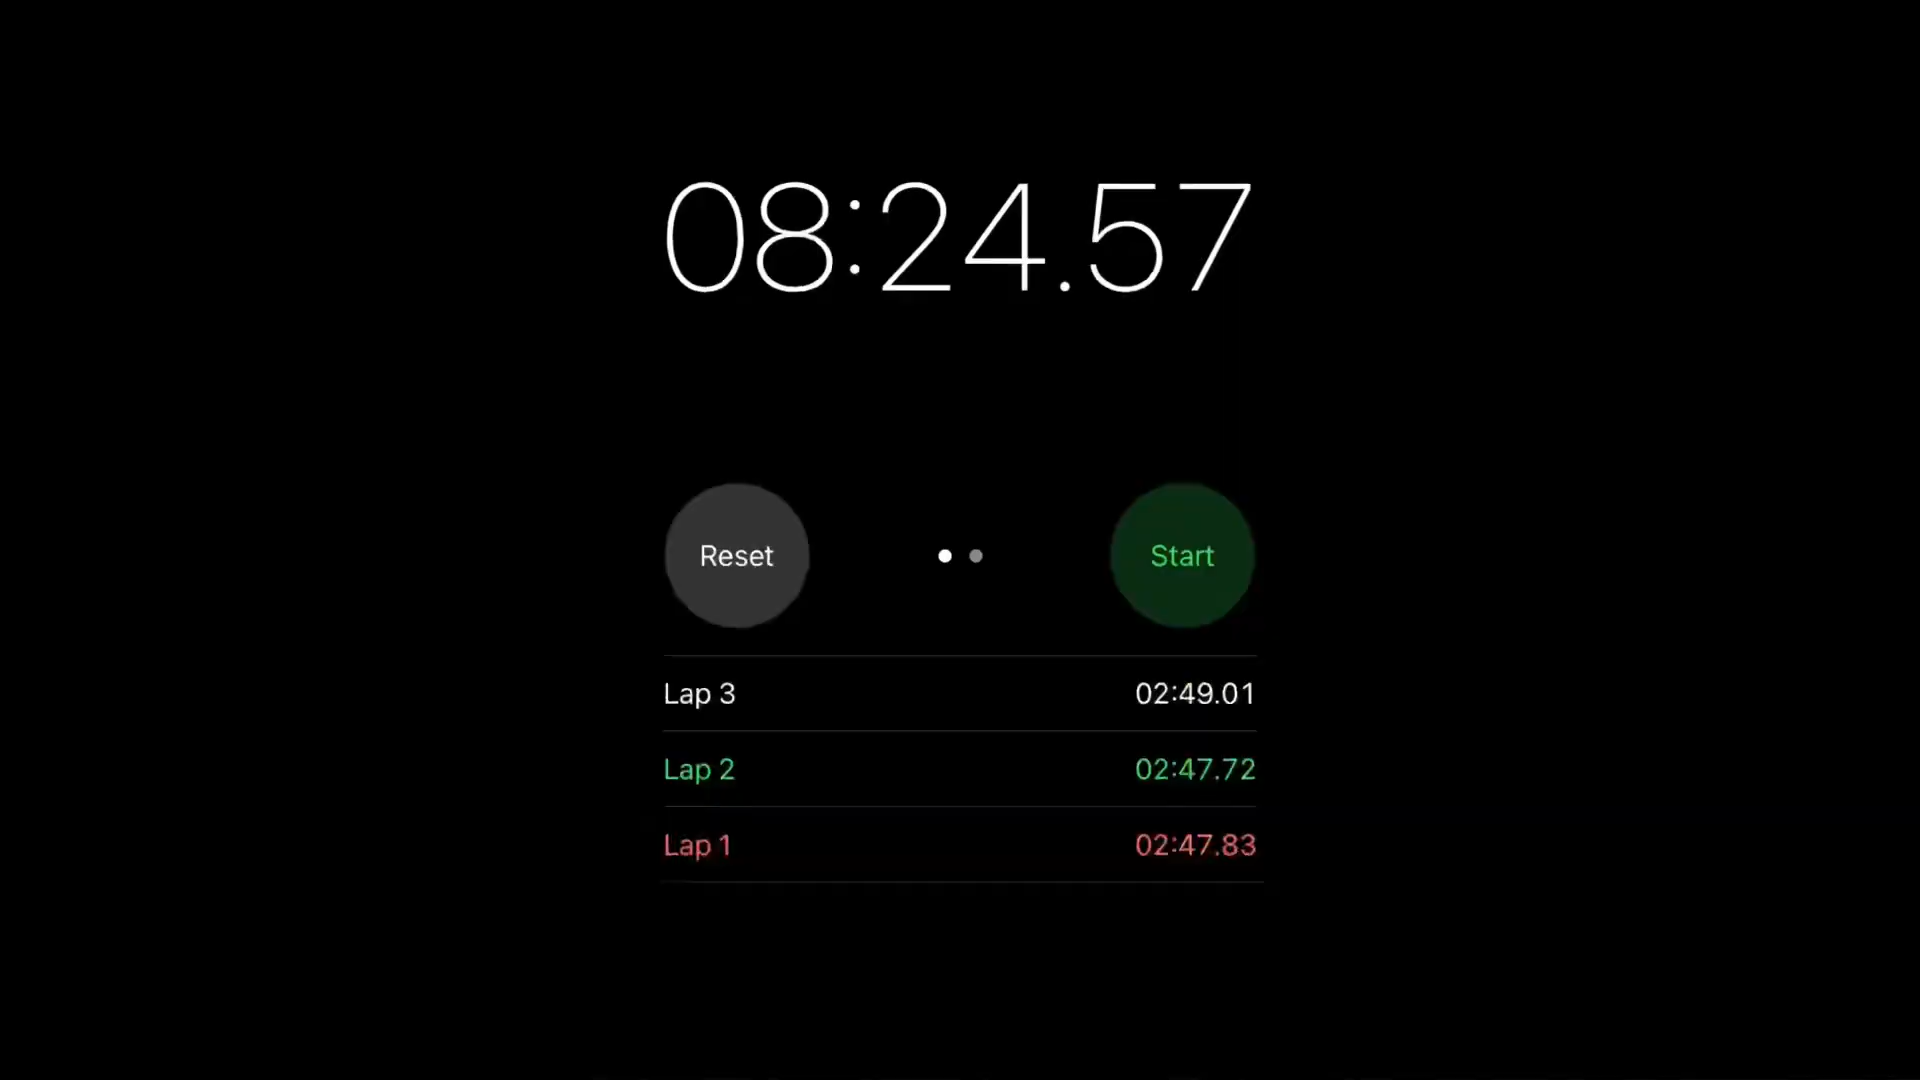 08:24.57
Reset
Start
Lap 3 02:49.01
Lap 2 02:47.72
Lap 1 02:47.83